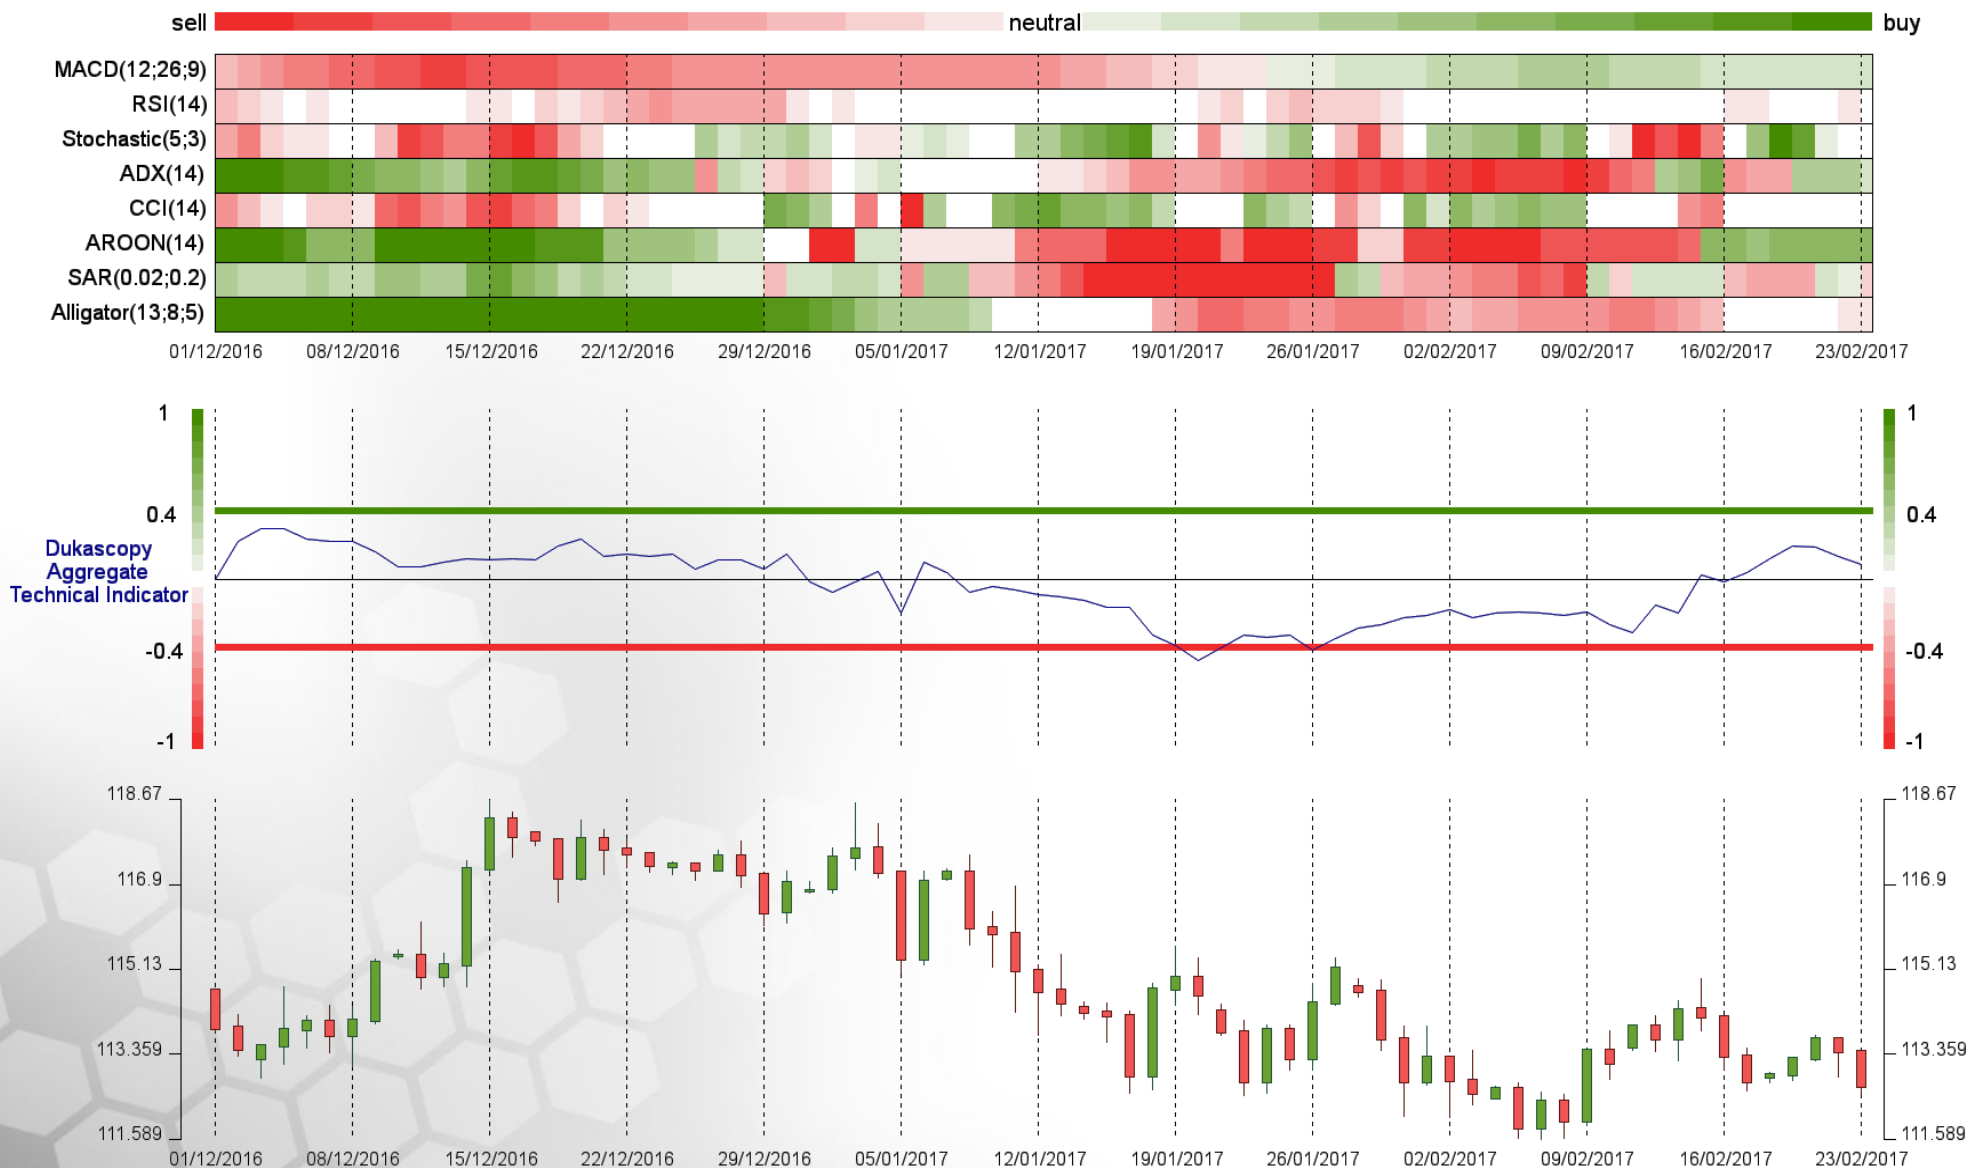 sell neutral buy
MACD(12;26;9)
RSI(14)
Stochastic(5;3)
ADX(14)
CCI(14)
AROON(14)
SAR(0.02;0.2)
Alligator(13;8;5)
01/12/2016 08/12/2016 15/12/2016 22/12/2016 29/12/2016 05/01/2017 12/01/2017 19/01/2017 26/01/2017 02/02/2017 09/02/2017 16/02/2017 23/02/2017
1 1
0.4 0.4
Dukascopy
Aggregate
Technical Indicator
-0.4 -0.4
-1 -1
118.67 118.67
116.9 116.9
115.13 115.13
113.359 113.359
111.589 111.589
01/12/2016 08/12/2016 15/12/2016 22/12/2016 29/12/2016 05/01/2017 12/01/2017 19/01/2017 26/01/2017 02/02/2017 09/02/2017 16/02/2017 23/02/2017